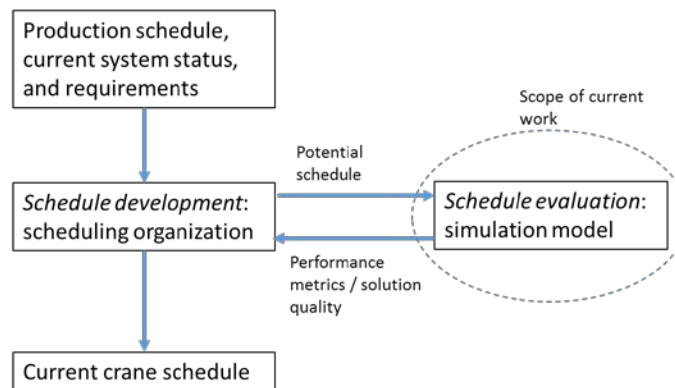 Production schedule,
current system status,
and requirements
Scope of current
work
Potential
schedule
Schedule development:
scheduling organization
Schedule evaluation:
simulation model
Performance
metrics / solution
quality
Current crane schedule